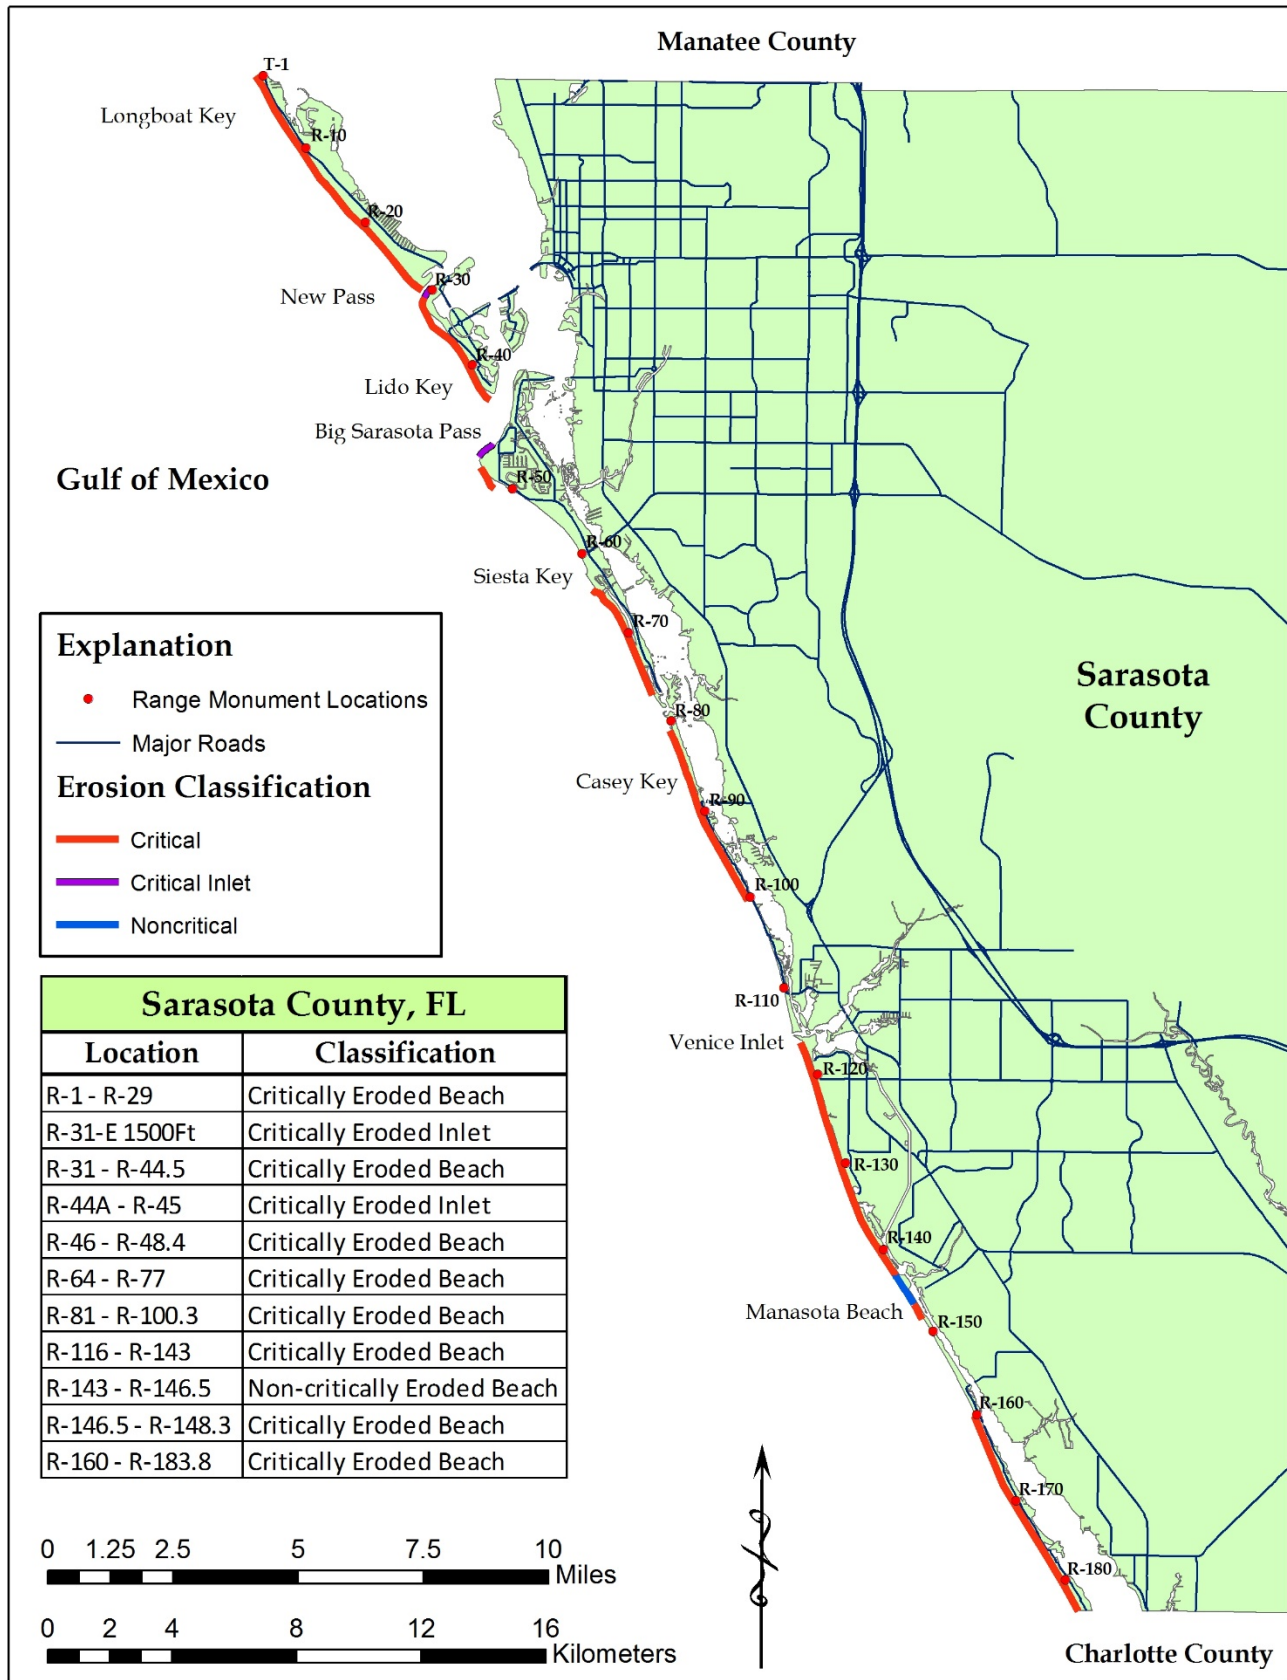 Manatee County
T-1
Longboat Key
R-10
R-20
New Pass
R-30
R-40
Lido Key
Big Sarasota Pass
Gulf of Mexico
R-50
R-60
Siesta Key
R-70
Sarasota
County
R-80
Casey Key
R-90
R-100
R-110
Venice Inlet
R-120
R-130
R-140
Manasota Beach
R-150
R-160
R-170
R-180
Charlotte County
Explanation
Range Monument Locations
Major Roads
Erosion Classification
Critical
Critical Inlet
Noncritical
Sarasota County, FL
Location Classification
R-1 - R-29 Critically Eroded Beach
R-31-E 1500Ft Critically Eroded Inlet
R-31 - R-44.5 Critically Eroded Beach
R-44A - R-45 Critically Eroded Inlet
R-46 - R-48.4 Critically Eroded Beach
R-64 - R-77 Critically Eroded Beach
R-81 - R-100.3 Critically Eroded Beach
R-116 - R-143 Critically Eroded Beach
R-143 - R-146.5 Non-critically Eroded Beach
R-146.5 - R-148.3 Critically Eroded Beach
R-160 - R-183.8 Critically Eroded Beach
0 1.25 2.5 5 7.5 10
Miles
0 2 4 8 12 16
Kilometers